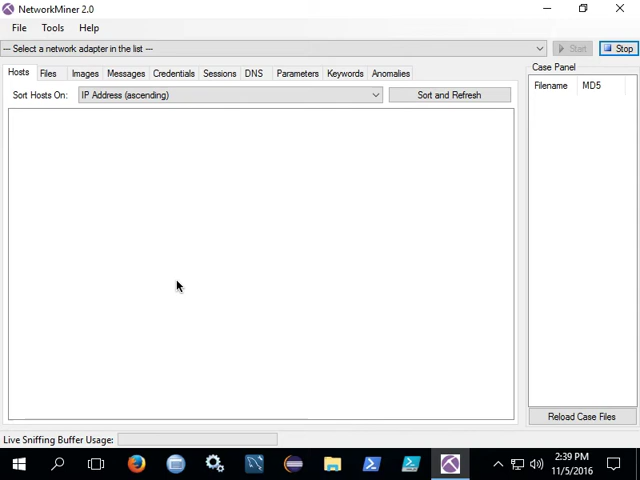 NetworkMiner 2.0
File Tools Help
--- Select a network adapter in the list ---
Start
Stop
Hosts Files Images Messages Credentials Sessions DNS Parameters Keywords Anomalies
Sort Hosts On: IP Address (ascending)
Sort and Refresh
Case Panel
Filename MD5
Reload Case Files
Live Sniffing Buffer Usage:
2:39 PM
11/5/2016